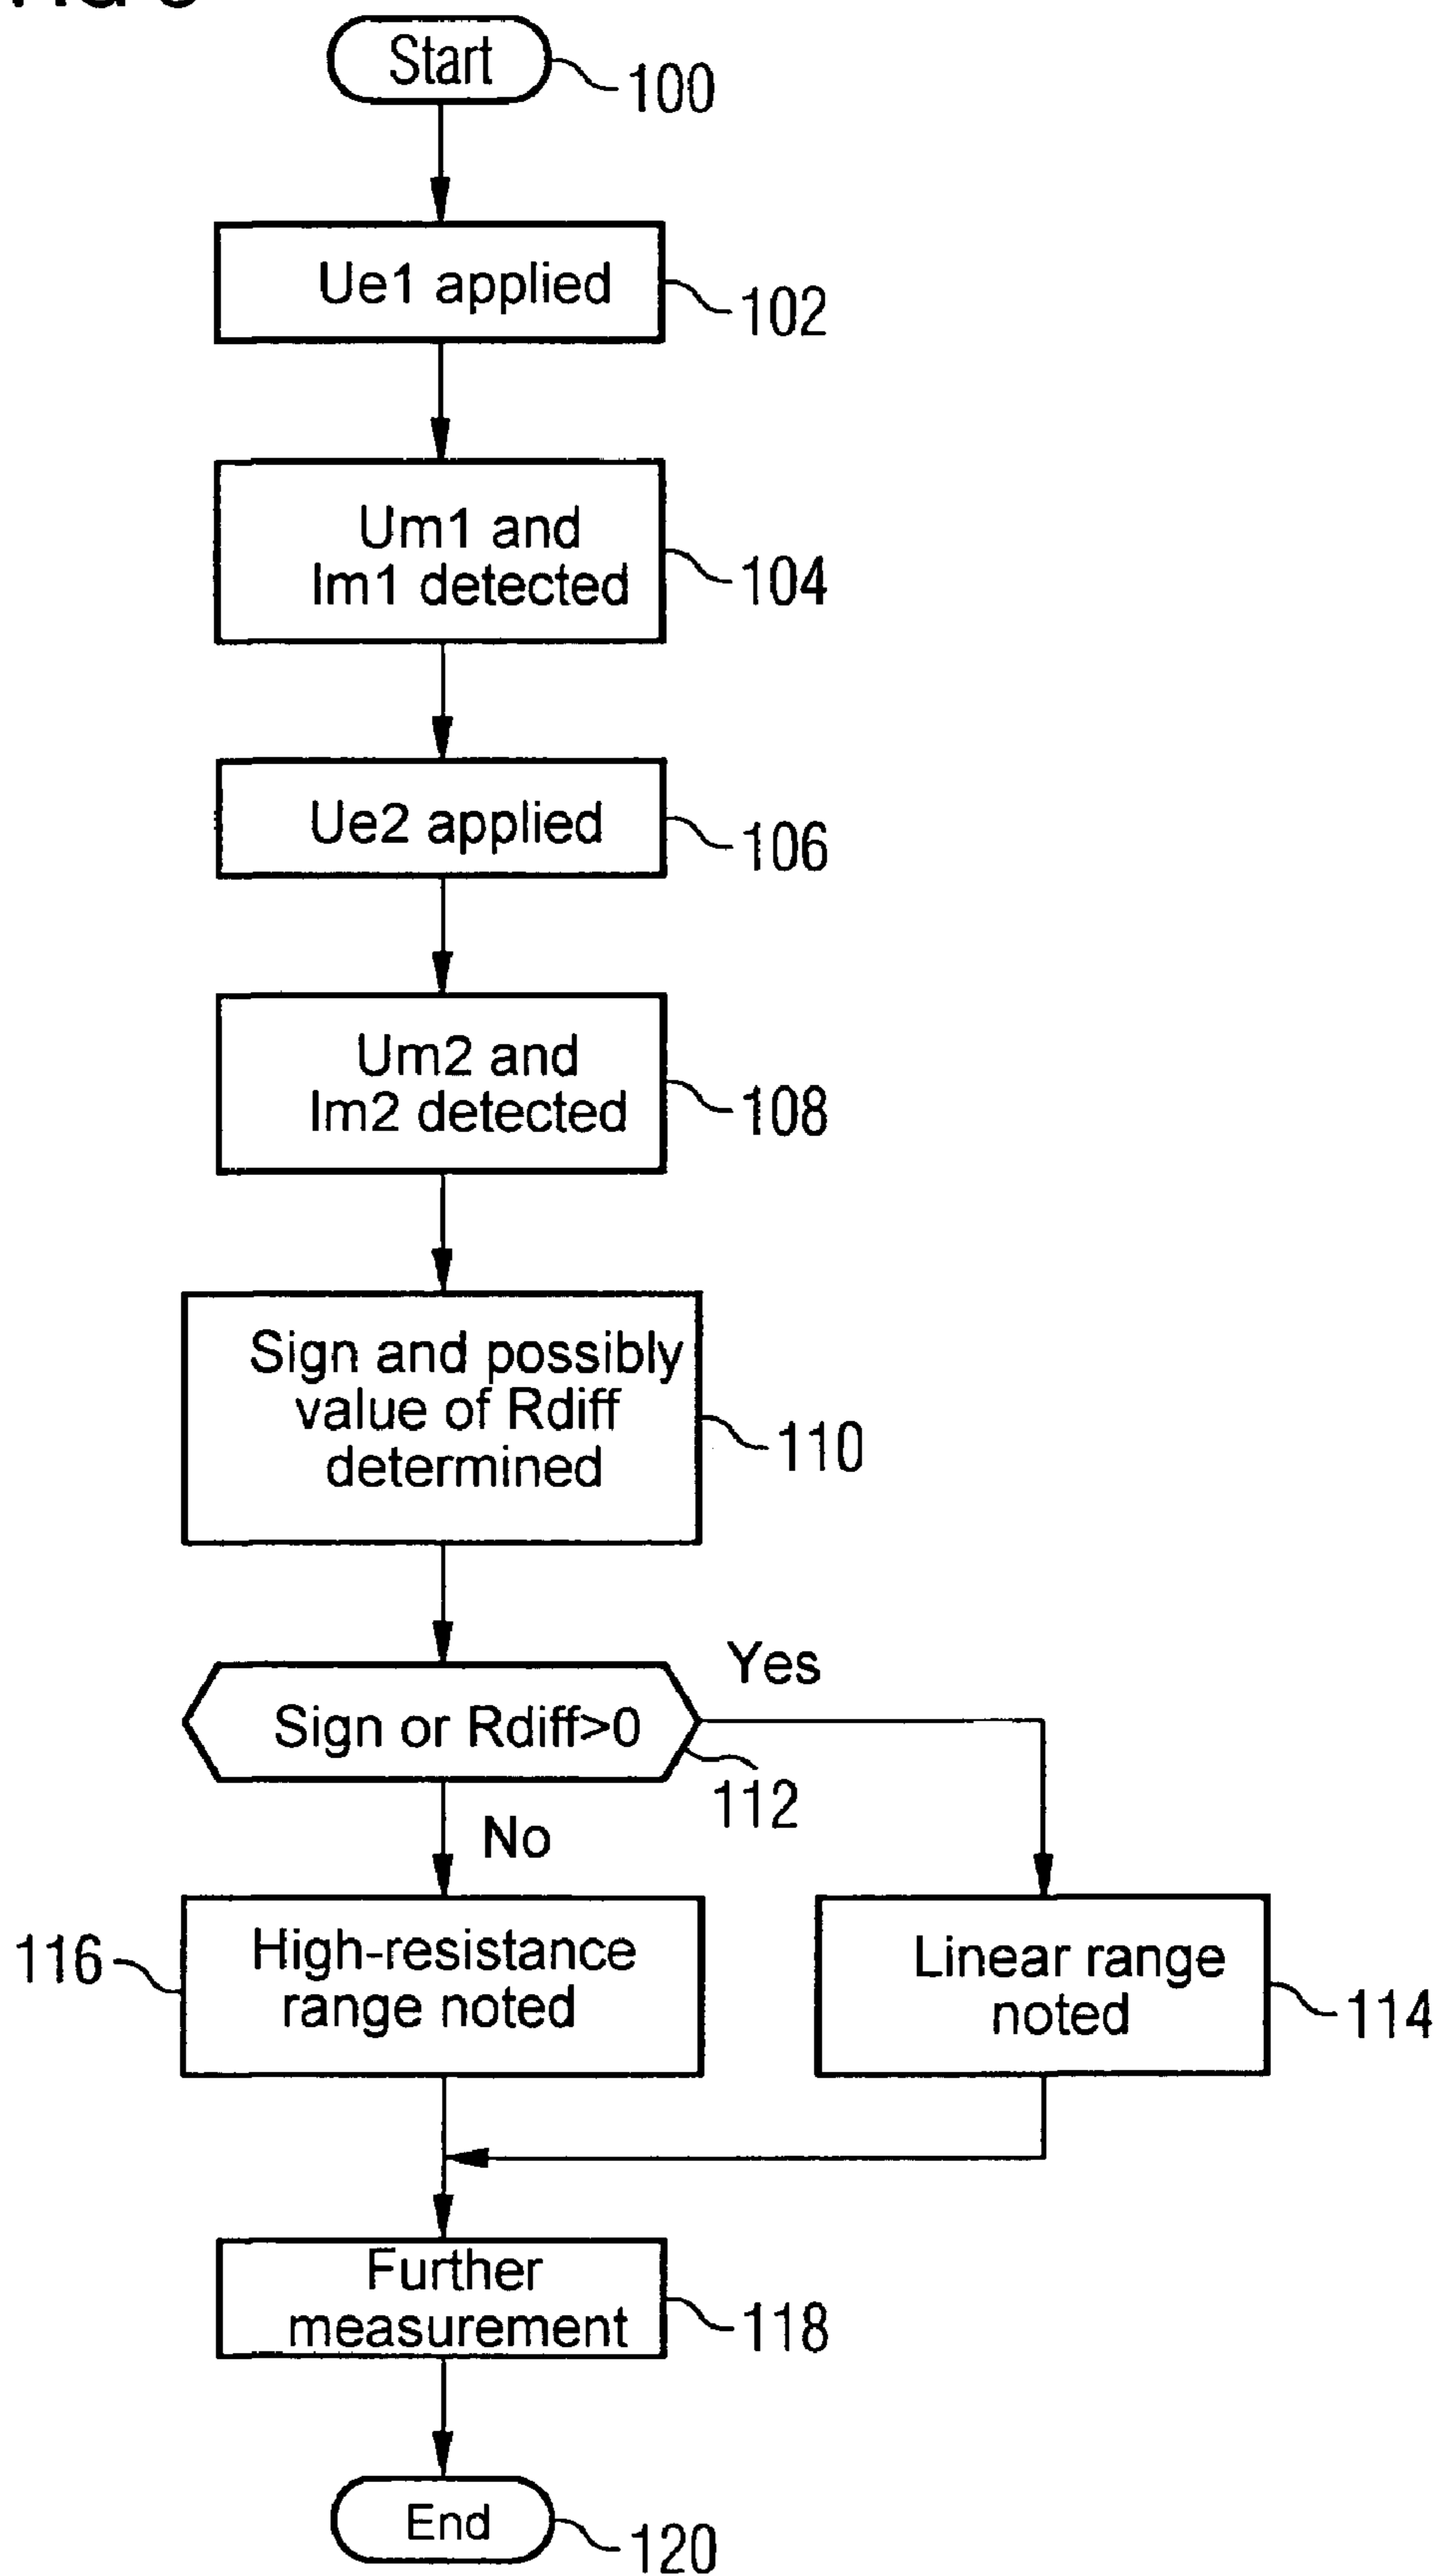 Start
100
Ue1 applied
102
Um1 and
Im1 detected
104
Ue2 applied
106
Um2 and
Im2 detected
108
Sign and possibly
value of Rdiff
determined
110
Yes
Sign or Rdiff>0
112
No
116
High-resistance
range noted
Linear range
noted
114
Further
measurement
118
End
120